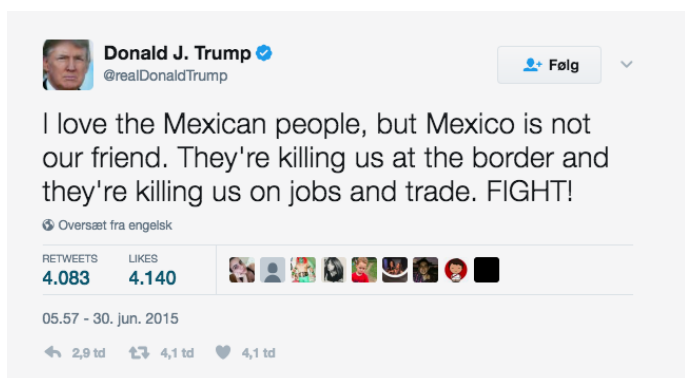 Donald J. Trump
@realDonaldTrump
Følg
I love the Mexican people, but Mexico is not
our friend. They're killing us at the border and
they're killing us on jobs and trade. FIGHT!
Oversæt fra engelsk
RETWEETS LIKES
4.083 4.140
05.57 - 30. jun. 2015
2,9 td 4,1 td 4,1 td